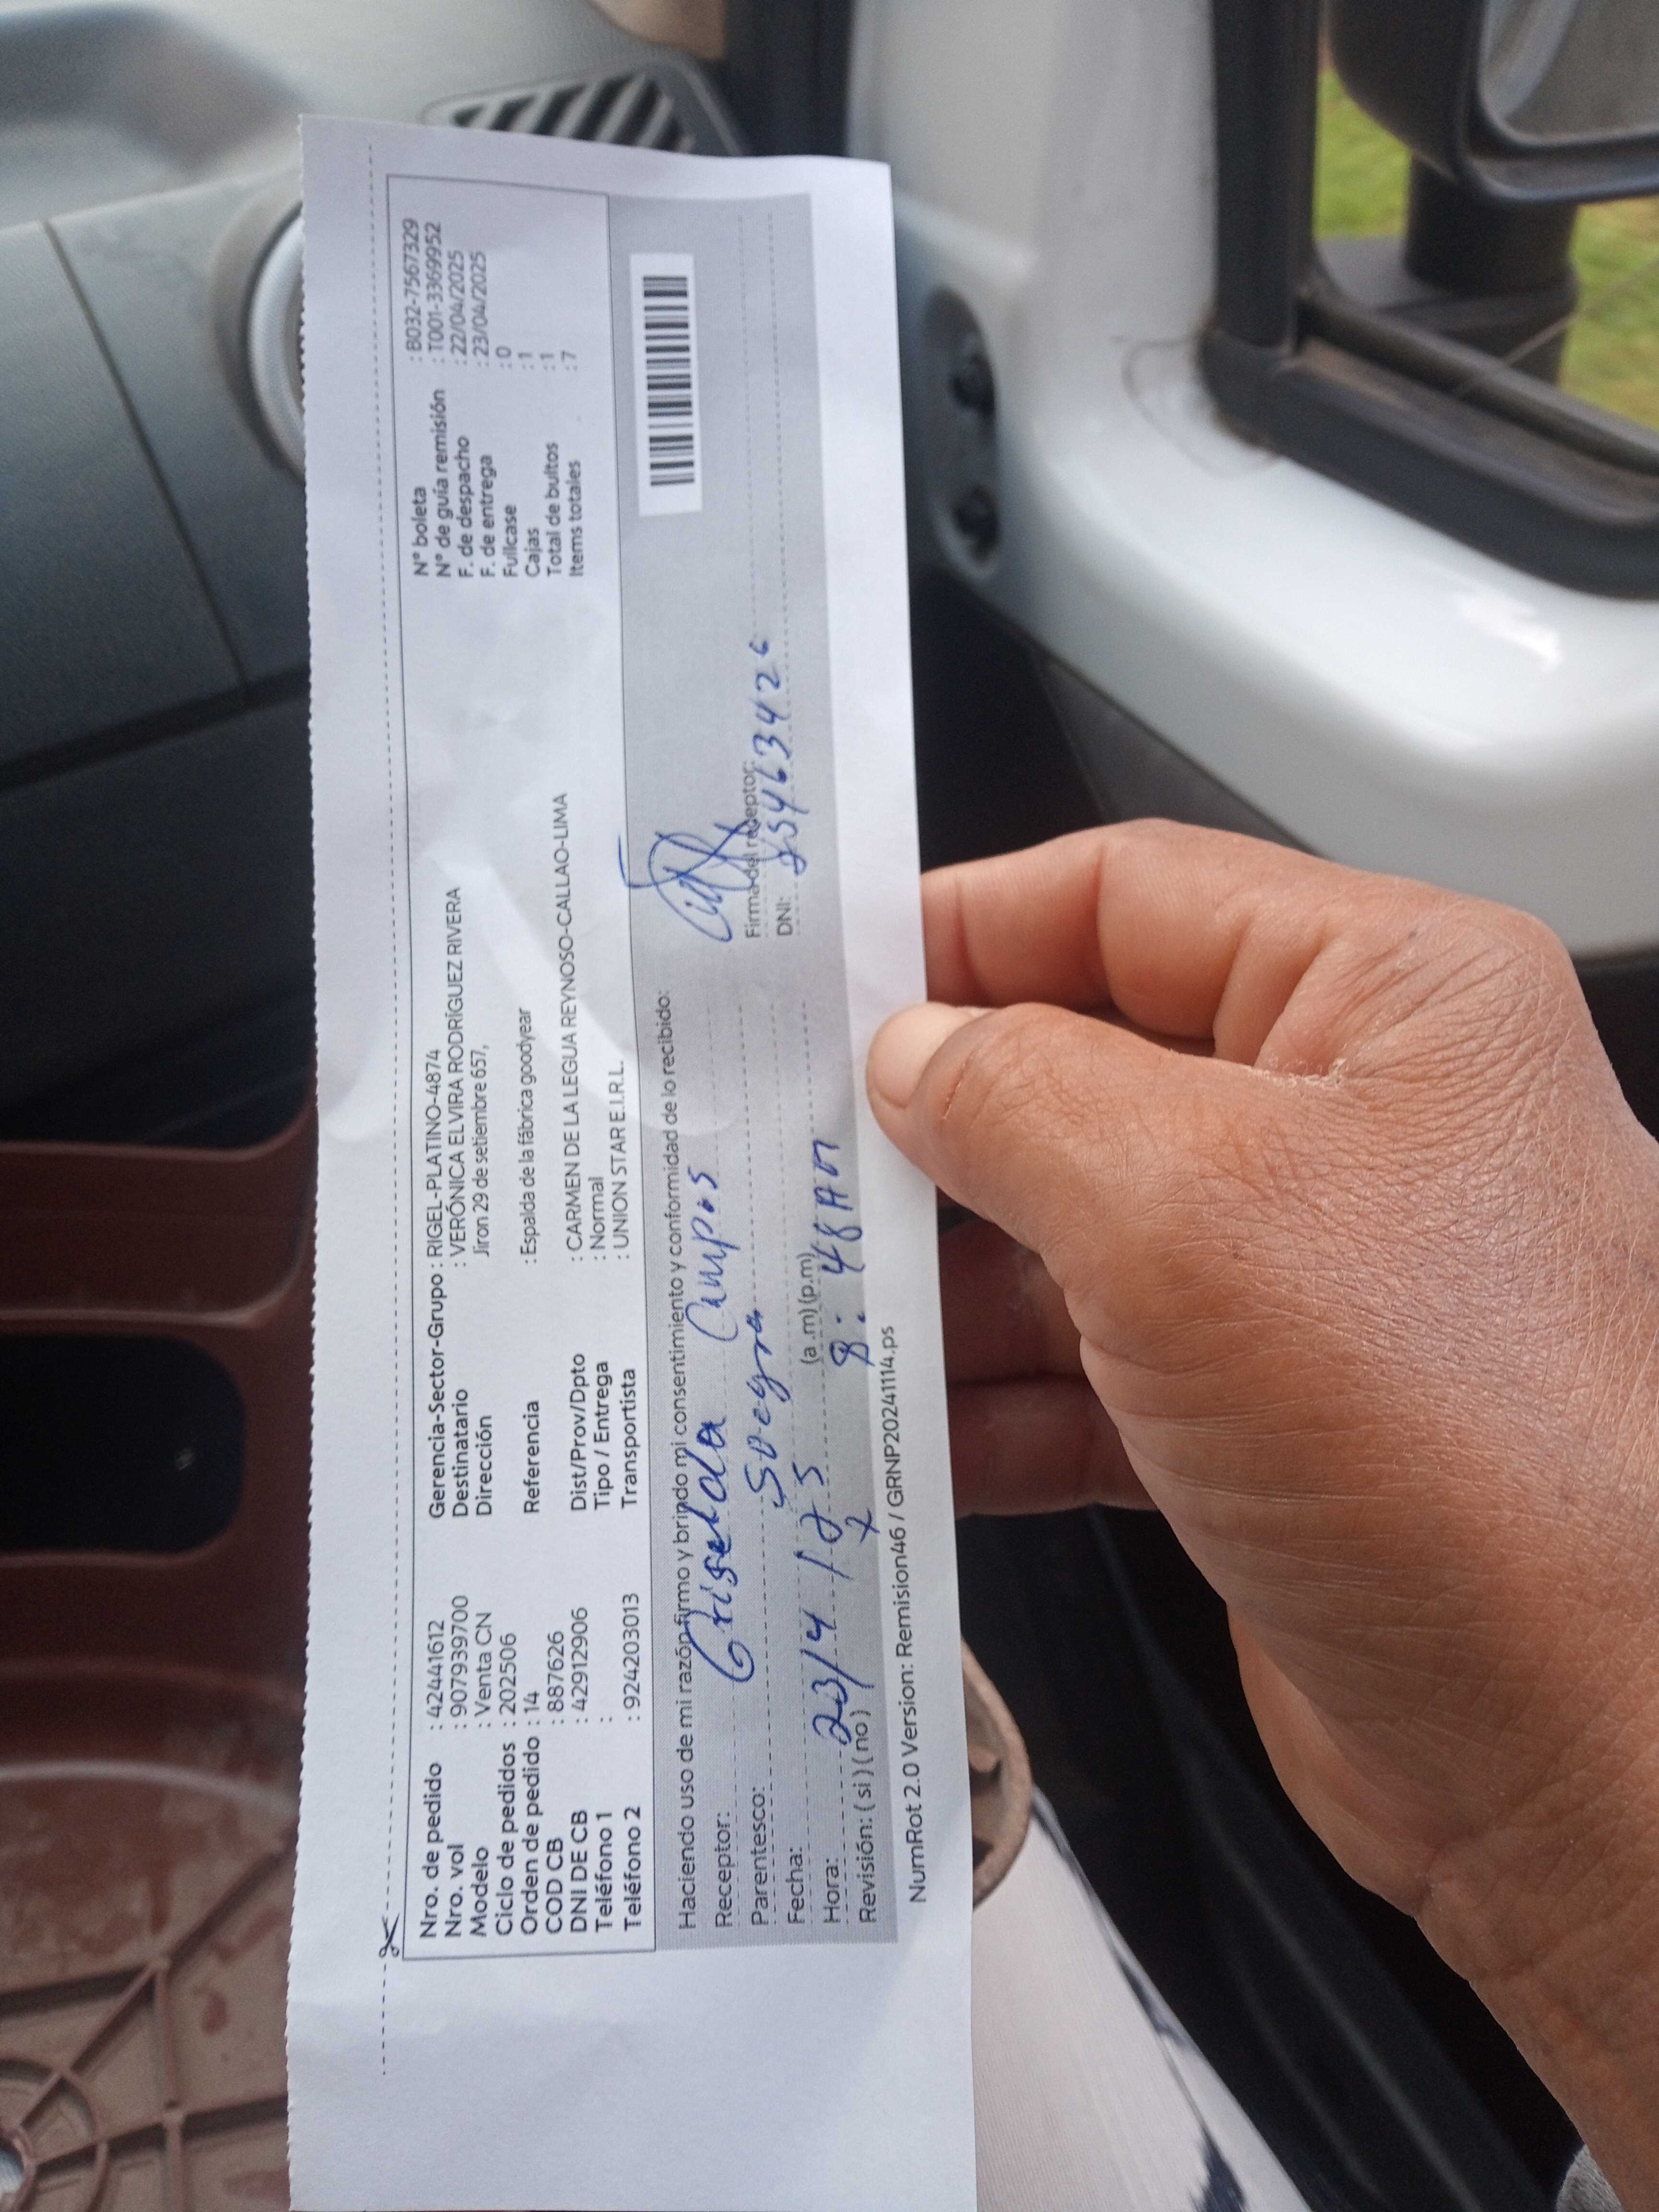 Nro. de pedido : 42441612
Nro. vol : 907939700
Modelo : Venta CN
Ciclo de pedidos : 202506
Orden de pedido : 14
COD CB : 887626
DNI DE CB : 42912906
Teléfono 1 :
Teléfono 2 : 924203013
Gerencia-Sector-Grupo : RIGEL-PLATINO-4874
Destinatario : VERÓNICA ELVIRA RODRÍGUEZ RIVERA
Dirección Jiron 29 de setiembre 657,
Referencia : Espalda de la fábrica goodyear
Dist/Prov/Dpto : CARMEN DE LA LEGUA REYNOSO-CALLAO-LIMA
Tipo / Entrega : Normal
Transportista : UNION STAR E.I.R.L.
N° boleta : B032-7567329
N° de guía remisión : T001-3369952
F. de despacho : 22/04/2025
F. de entrega : 23/04/2025
Fullcase : 0
Cajas : 1
Total de bultos : 1
Items totales : 7
Haciendo uso de mi razón firmo y brindo mi consentimiento y conformidad de lo recibido:
Receptor: Griselda Campos
Parentesco: Suegra
Fecha: 23/4/25
Hora: (a .m) (p.m) 8:48 AM
Revisión: ( si ) ( no )
Firma del receptor:
DNI: 25463426
NumRot 2.0 Version: Remision46 / GRNP20241114.ps